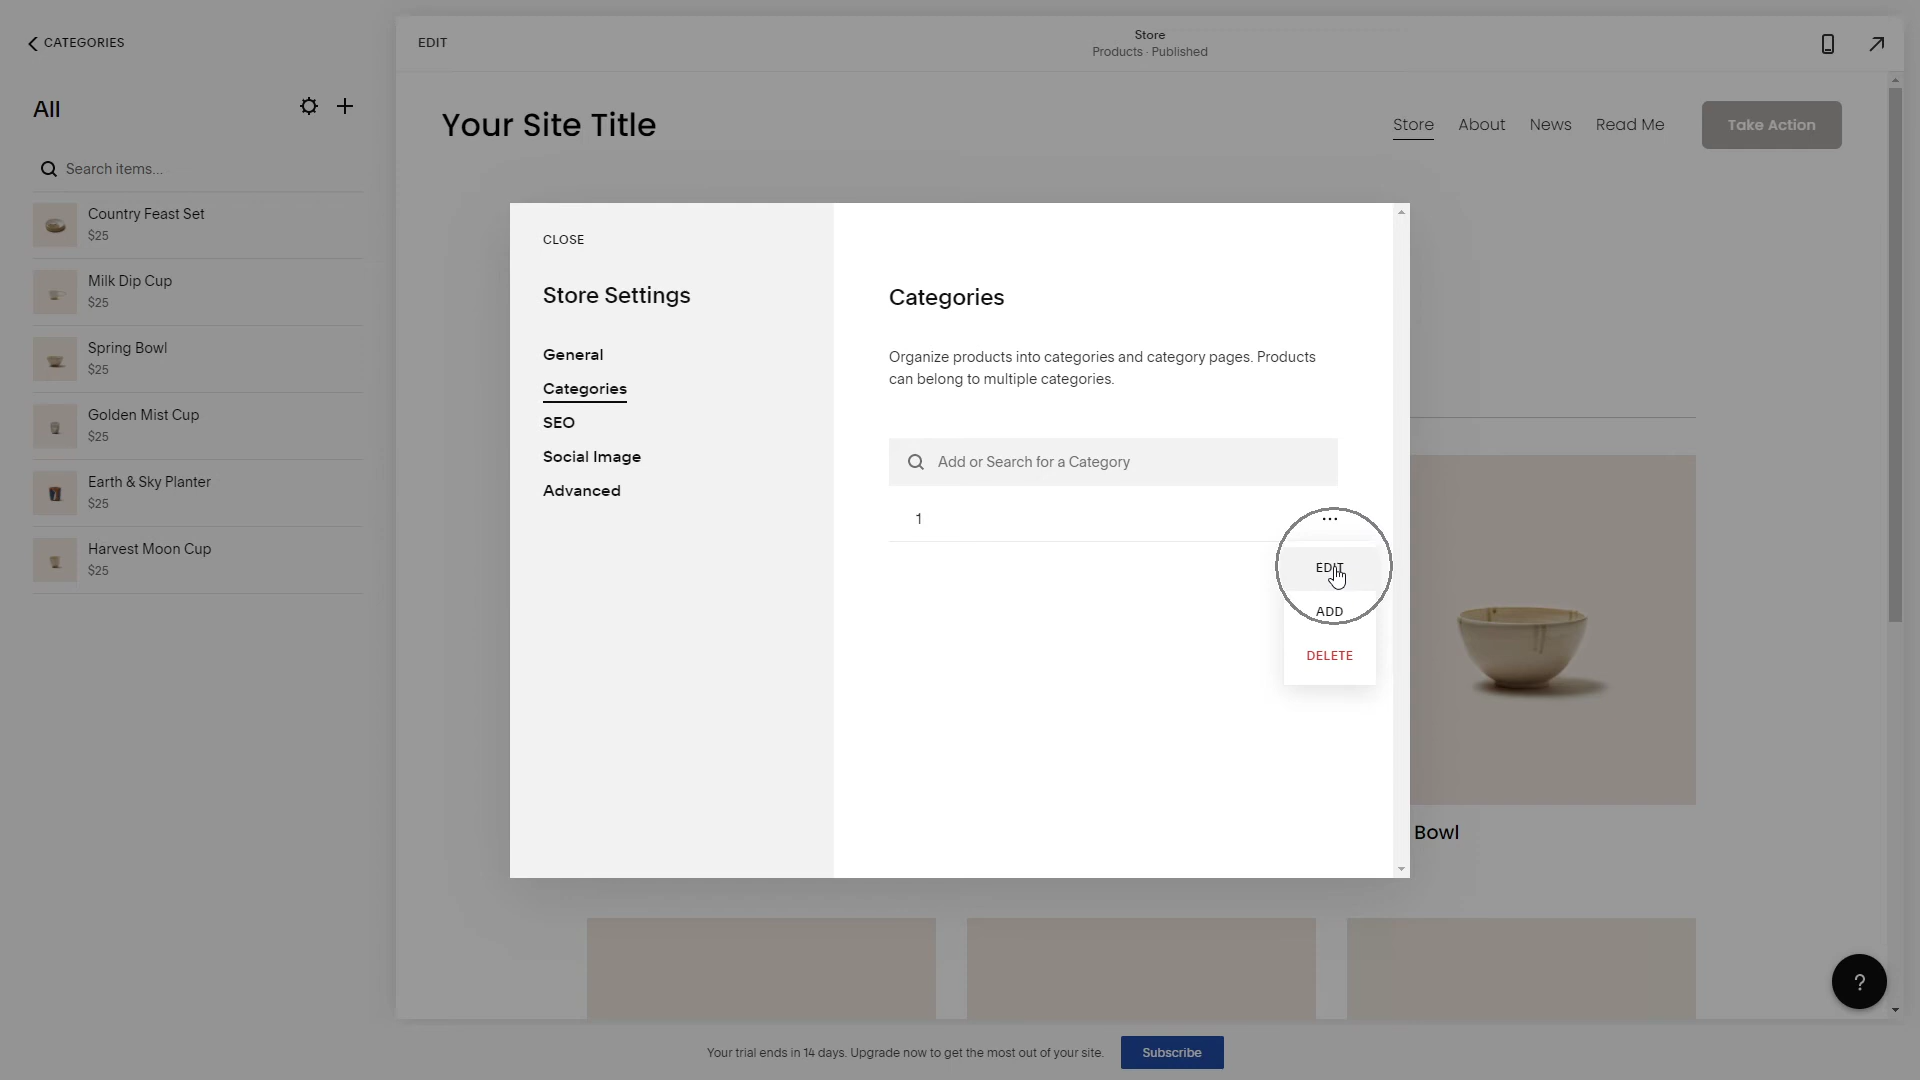 CATEGORIES
All
Search items...
Country Feast Set
$25
Milk Dip Cup
$25
Spring Bowl
$25
Golden Mist Cup
$25
Earth & Sky Planter
$25
Harvest Moon Cup
$25
EDIT
Store
Products · Published
Your Site Title
Store About News Read Me Take Action
CLOSE
Store Settings
General
Categories
SEO
Social Image
Advanced
Categories
Organize products into categories and category pages. Products
can belong to multiple categories.
Add or Search for a Category
1 ...
EDIT
ADD
DELETE
Bowl
?
Your trial ends in 14 days. Upgrade now to get the most out of your site. Subscribe